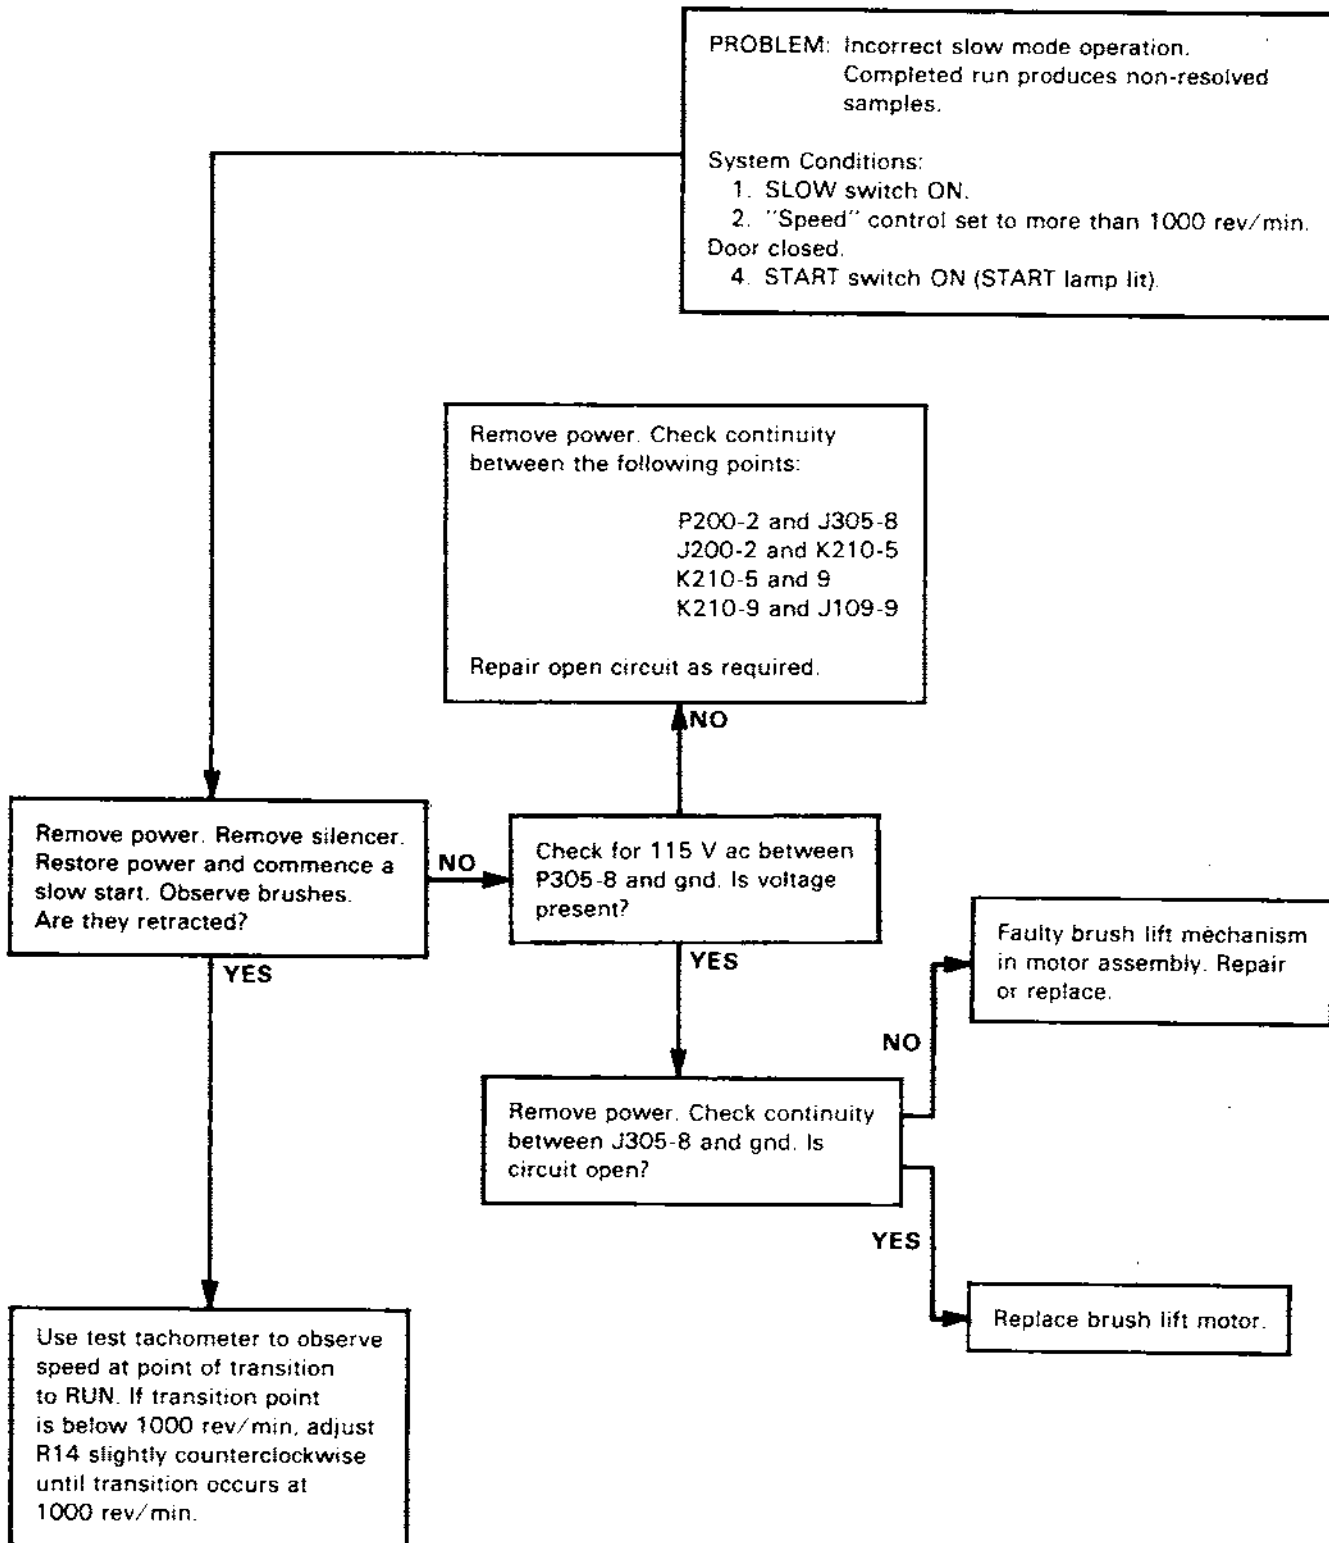 PROBLEM: Incorrect slow mode operation.
Completed run produces non-resolved
samples.
System Conditions:
1. SLOW switch ON.
2. "Speed" control set to more than 1000 rev/min.
Door closed.
4. START switch ON (START lamp lit).
Remove power. Check continuity
between the following points:
P200-2 and J305-8
J200-2 and K210-5
K210-5 and 9
K210-9 and J109-9
Repair open circuit as required.
NO
Remove power. Remove silencer.
Restore power and commence a
slow start. Observe brushes.
Are they retracted?
NO
Check for 115 V ac between
P305-8 and gnd. Is voltage
present?
YES
YES
Faulty brush lift mechanism
in motor assembly. Repair
or replace.
NO
Remove power. Check continuity
between J305-8 and gnd. Is
circuit open?
YES
Replace brush lift motor.
Use test tachometer to observe
speed at point of transition
to RUN. If transition point
is below 1000 rev/min, adjust
R14 slightly counterclockwise
until transition occurs at
1000 rev/min.